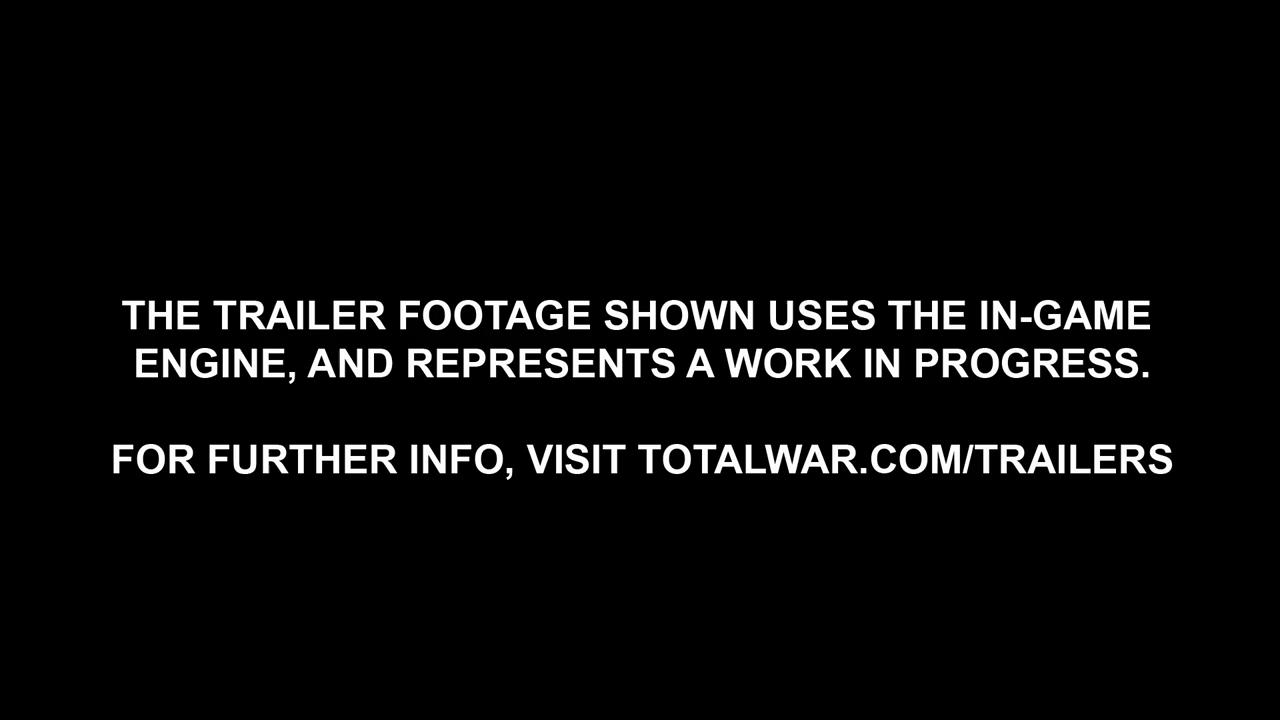 THE TRAILER FOOTAGE SHOWN USES THE IN-GAME
ENGINE, AND REPRESENTS A WORK IN PROGRESS.
FOR FURTHER INFO, VISIT TOTALWAR.COM/TRAILERS